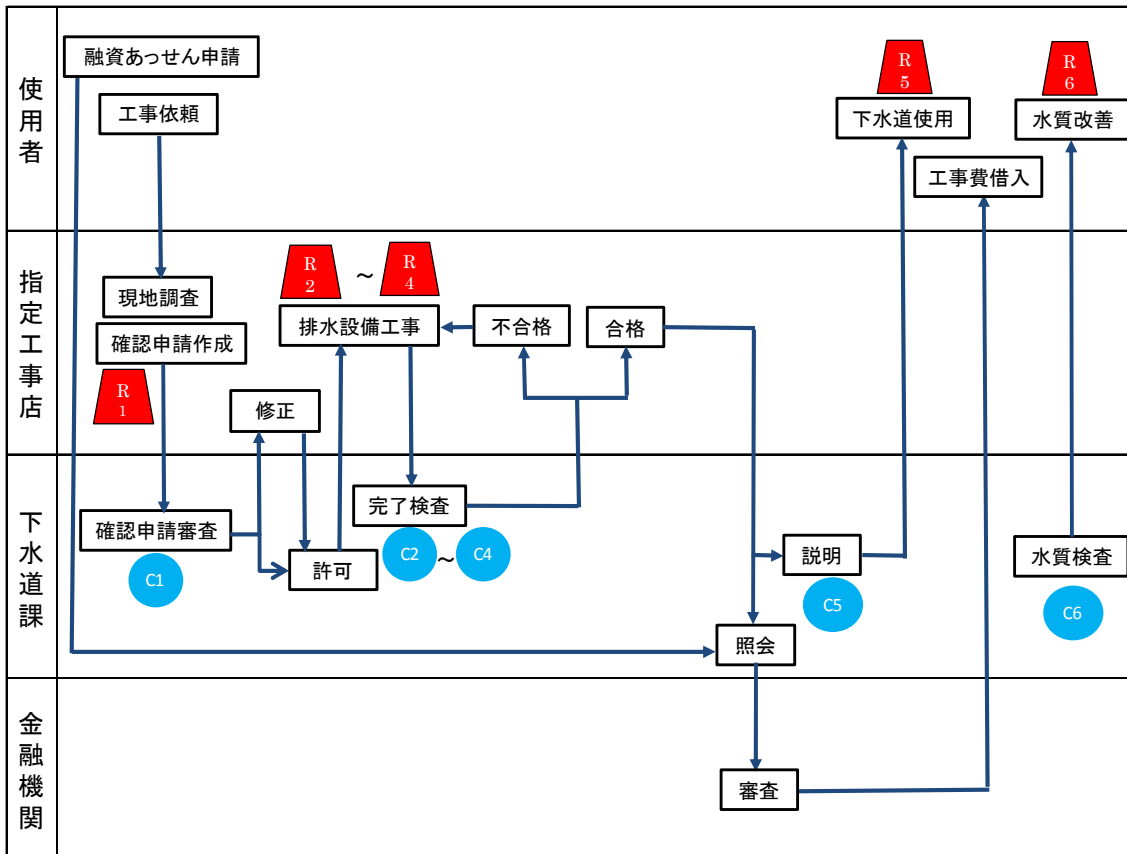 使用者
融資あっせん申請
工事依頼
R
5
下水道使用
R
6
水質改善
工事費借入
指定工事店
現地調査
確認申請作成
R
1
R
2
～
R
4
排水設備工事
不合格
合格
修正
下水道課
確認申請審査
C1
許可
完了検査
C2
～
C4
説明
C5
水質検査
C6
照会
金融機関
審査